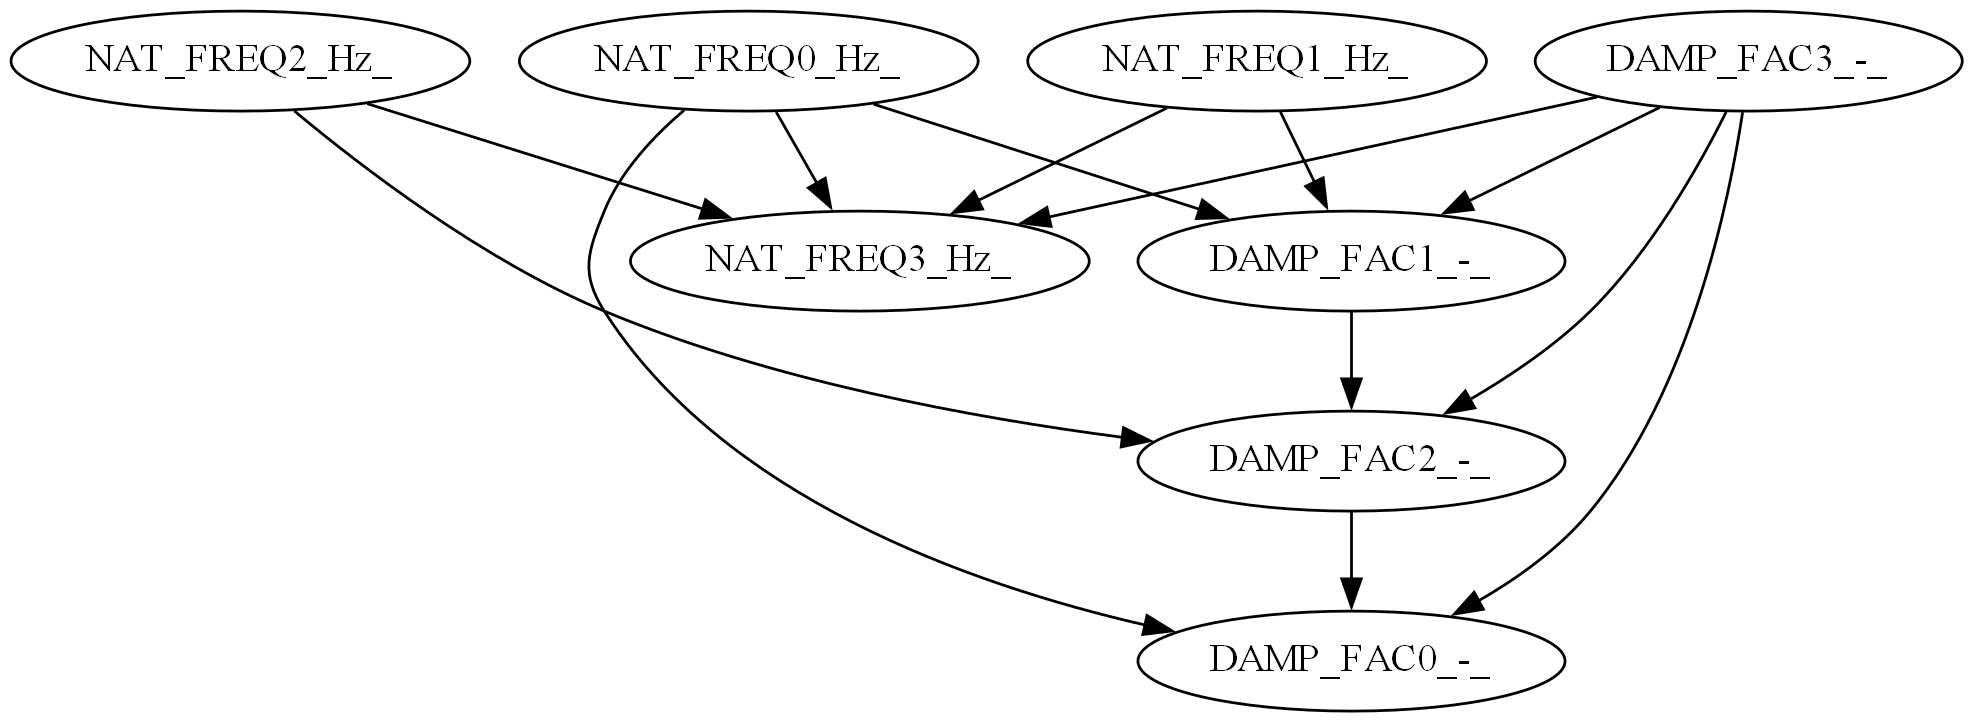 NAT_FREQ2_Hz_
NAT_FREQ0_Hz_
NAT_FREQ1_Hz_
DAMP_FAC3_-_
NAT_FREQ3_Hz_
DAMP_FAC1_-_
DAMP_FAC2_-_
DAMP_FAC0_-_